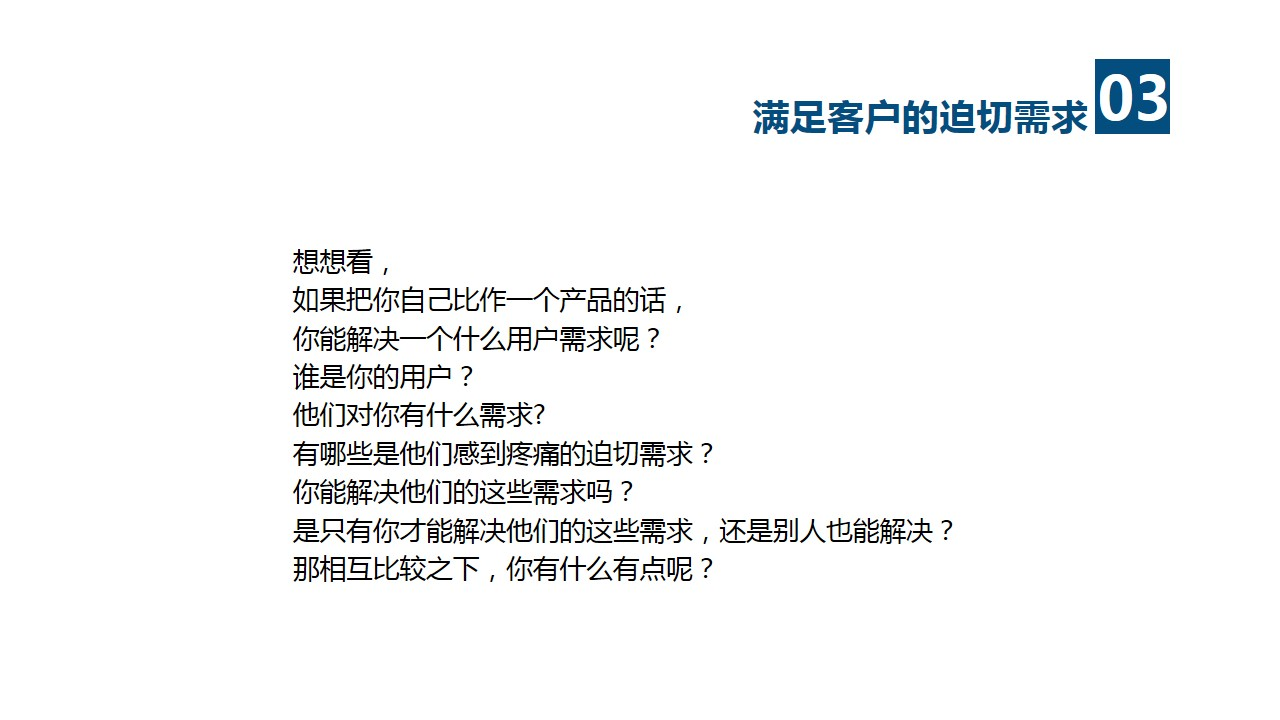 满足客户的迫切需求 03
想想看，
如果把你自己比作一个产品的话，
你能解决一个什么用户需求呢？
谁是你的用户？
他们对你有什么需求?
有哪些是他们感到疼痛的迫切需求？
你能解决他们的这些需求吗？
是只有你才能解决他们的这些需求，还是别人也能解决？
那相互比较之下，你有什么有点呢？